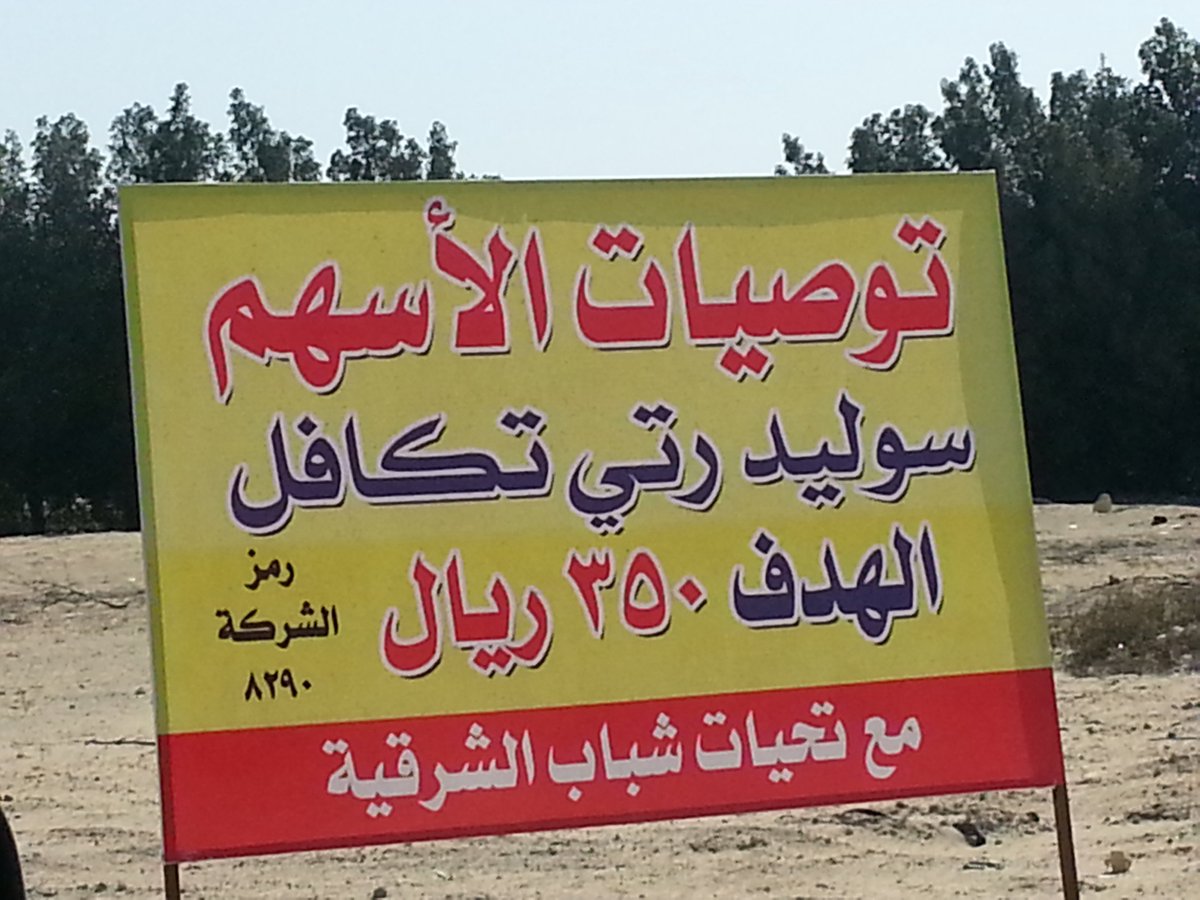 توصيات الأسهم
سوليد رتي تكافل
الهدف ٣٥٠ ريال
رمز
الشركة
٨٢٩٠
مع تحيات شباب الشرقية